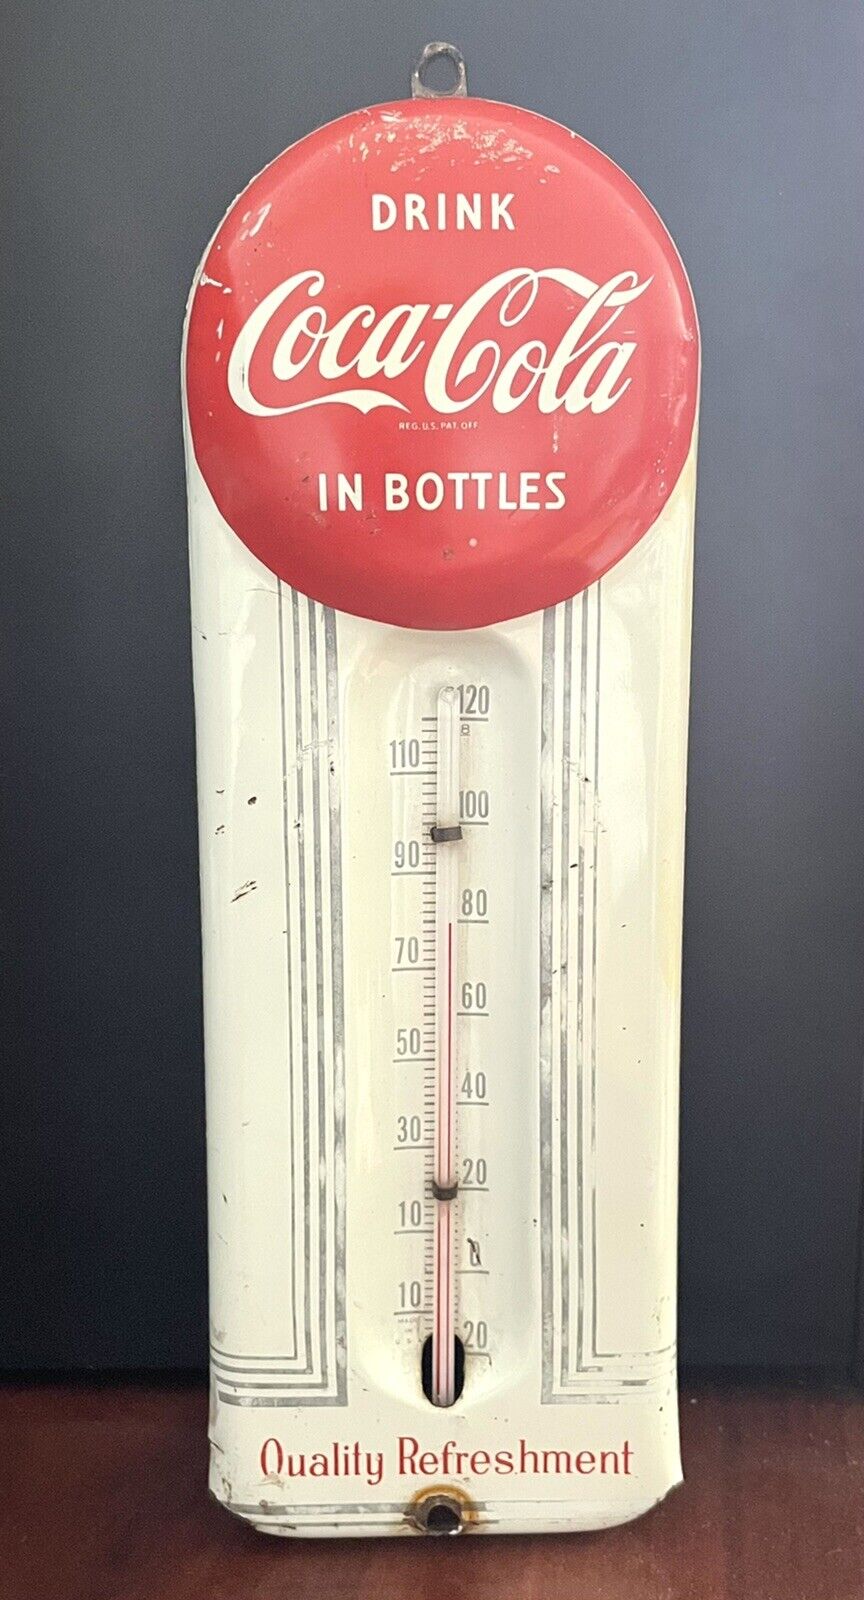 DRINK
Coca-Cola
REG. U.S. PAT. OFF.
IN BOTTLES
120
B
110
100
90
80
70
60
50
40
30
20
10
0
10
20
MADE
Quality Refreshment